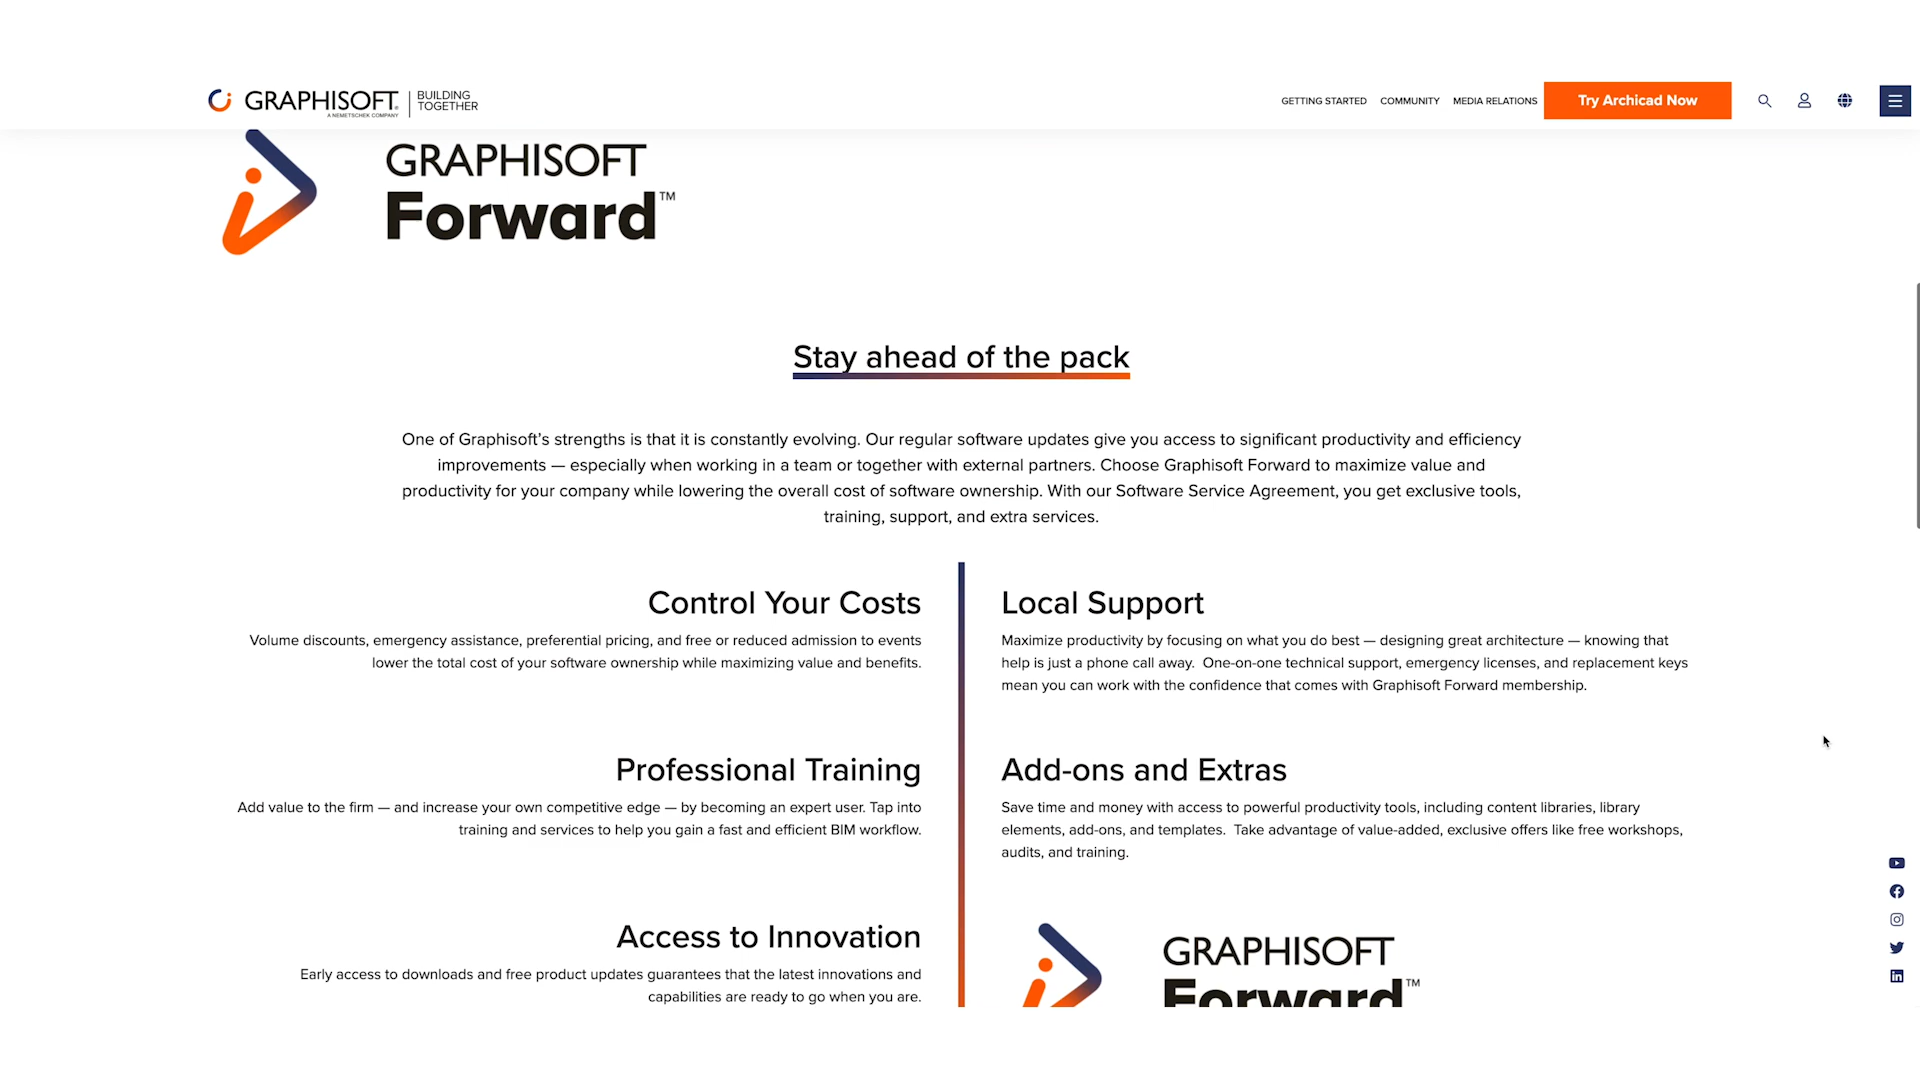 GRAPHISOFT
A NEMETSCHEK COMPANY
BUILDING
TOGETHER
GETTING STARTED
COMMUNITY
MEDIA RELATIONS
Try Archicad Now
GRAPHISOFT
Forward™
Stay ahead of the pack
One of Graphisoft’s strengths is that it is constantly evolving. Our regular software updates give you access to significant productivity and efficiency
improvements — especially when working in a team or together with external partners. Choose Graphisoft Forward to maximize value and
productivity for your company while lowering the overall cost of software ownership. With our Software Service Agreement, you get exclusive tools,
training, support, and extra services.
Control Your Costs
Volume discounts, emergency assistance, preferential pricing, and free or reduced admission to events
lower the total cost of your software ownership while maximizing value and benefits.
Local Support
Maximize productivity by focusing on what you do best — designing great architecture — knowing that
help is just a phone call away. One-on-one technical support, emergency licenses, and replacement keys
mean you can work with the confidence that comes with Graphisoft Forward membership.
Professional Training
Add value to the firm — and increase your own competitive edge — by becoming an expert user. Tap into
training and services to help you gain a fast and efficient BIM workflow.
Add-ons and Extras
Save time and money with access to powerful productivity tools, including content libraries, library
elements, add-ons, and templates. Take advantage of value-added, exclusive offers like free workshops,
audits, and training.
Access to Innovation
Early access to downloads and free product updates guarantees that the latest innovations and
capabilities are ready to go when you are.
GRAPHISOFT
Forward™